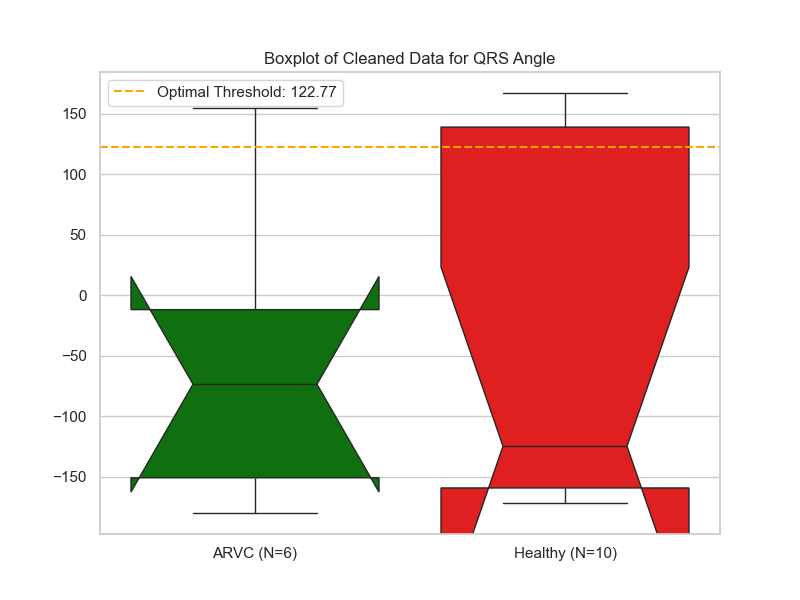 Boxplot of Cleaned Data for QRS Angle
Optimal Threshold: 122.77
150
100
50
0
−50
−100
−150
ARVC (N=6)
Healthy (N=10)